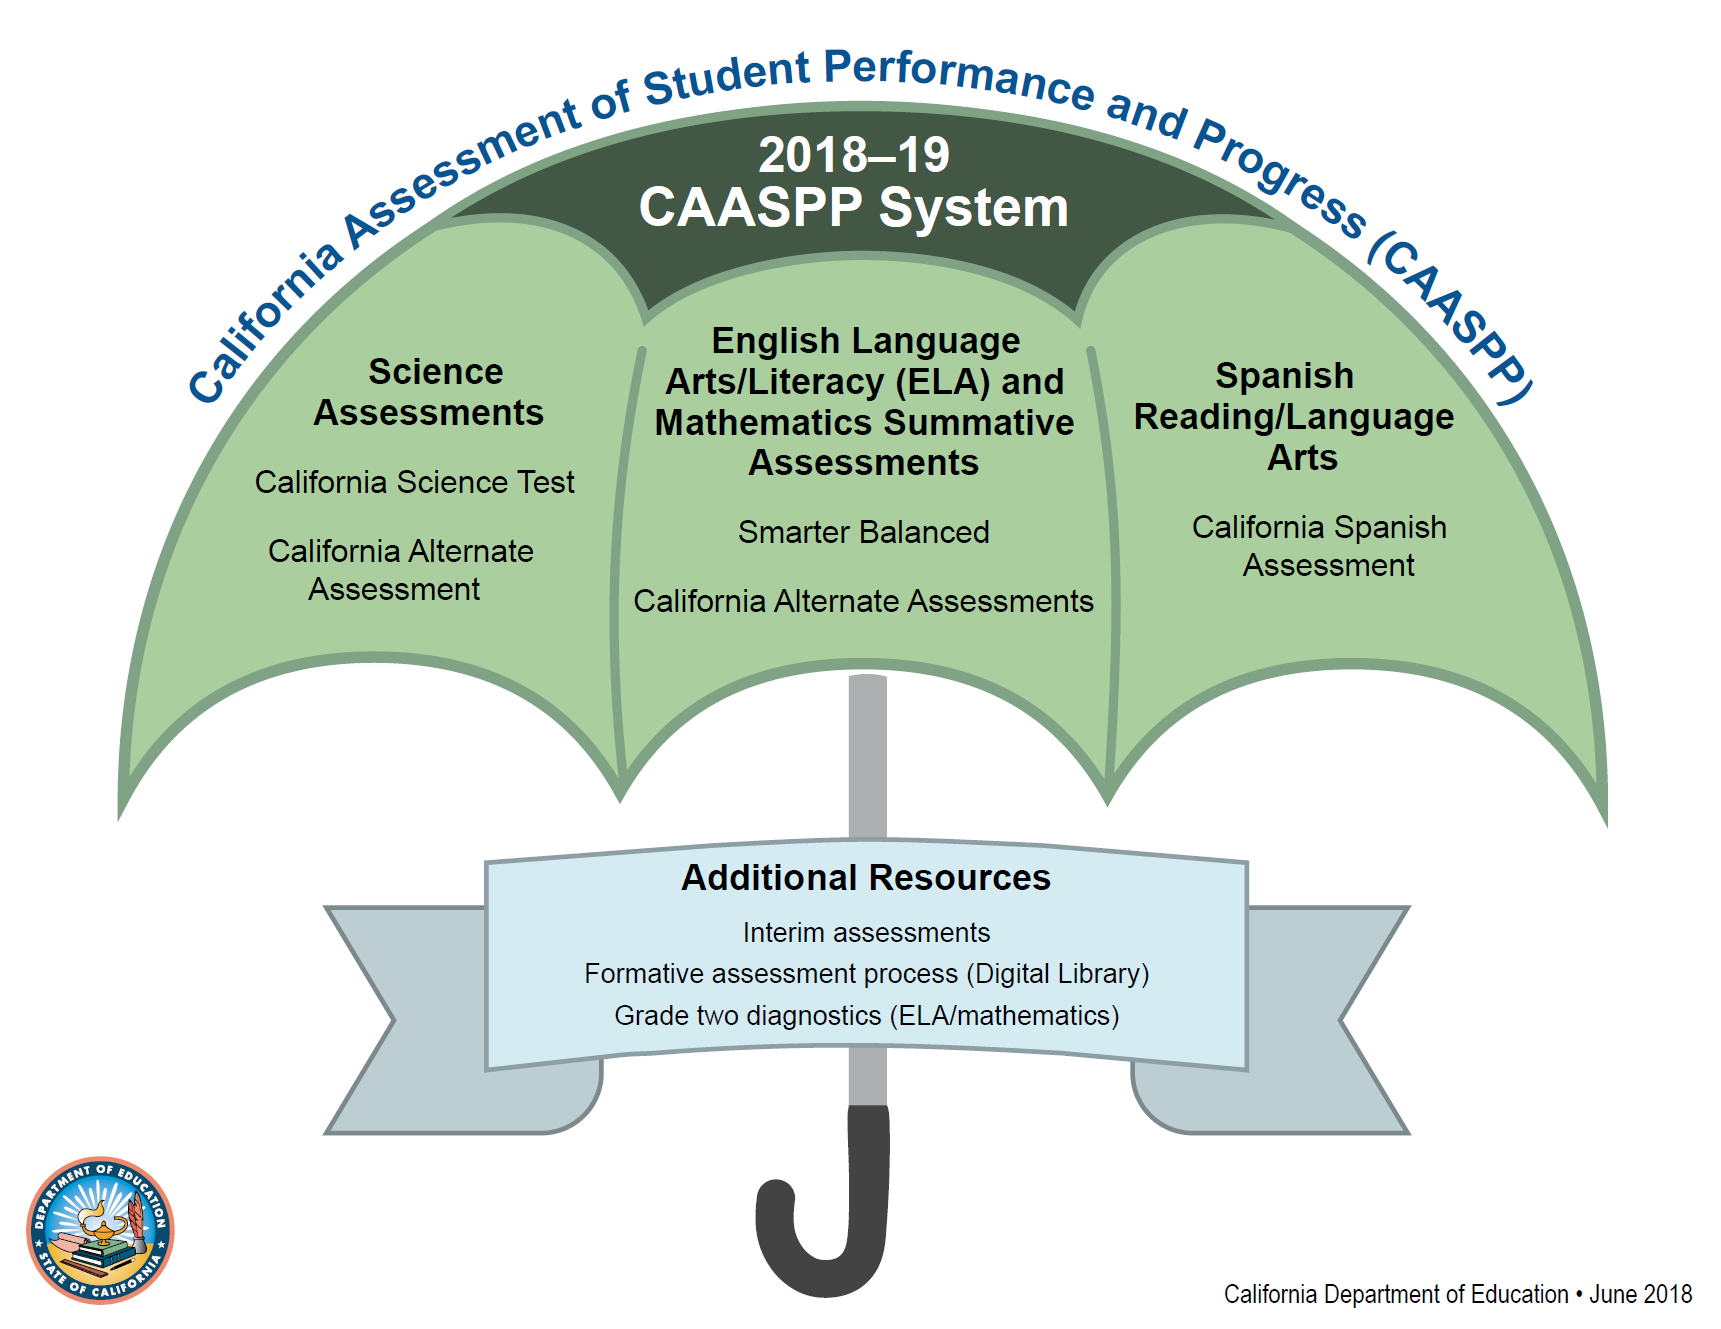 California Assessment of Student Performance and Progress (CAASPP)
2018–19
CAASPP System
Science
Assessments
California Science Test
California Alternate
Assessment
English Language
Arts/Literacy (ELA) and
Mathematics Summative
Assessments
Smarter Balanced
California Alternate Assessments
Spanish
Reading/Language
Arts
California Spanish
Assessment
Additional Resources
Interim assessments
Formative assessment process (Digital Library)
Grade two diagnostics (ELA/mathematics)
DEPARTMENT OF EDUCATION
STATE OF CALIFORNIA
California Department of Education • June 2018